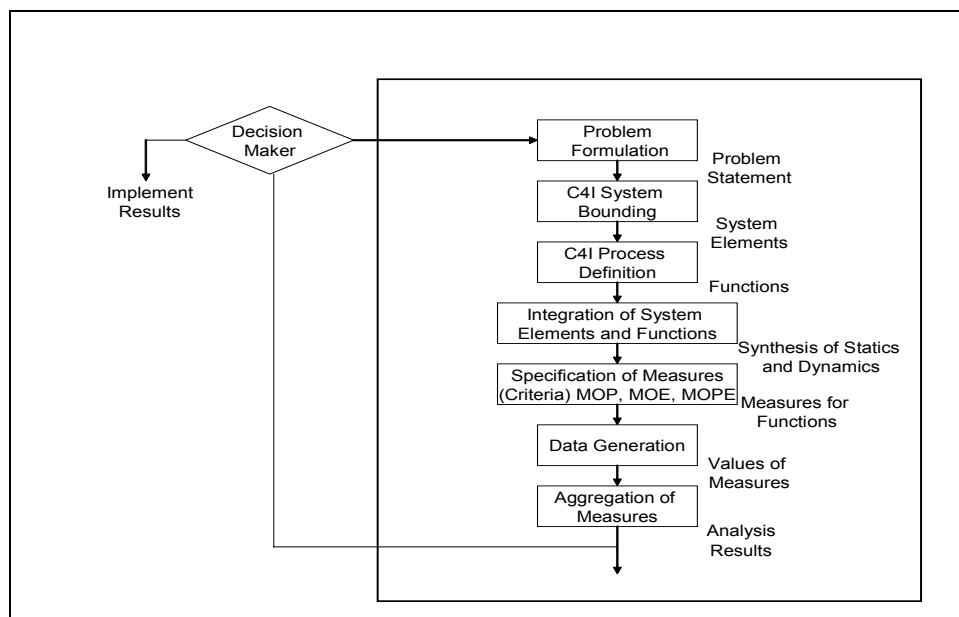 Decision
Maker
Implement
Results
Problem
Formulation
Problem
Statement
C4I System
Bounding
System
Elements
C4I Process
Definition
Functions
Integration of System
Elements and Functions
Synthesis of Statics
and Dynamics
Specification of Measures
(Criteria) MOP, MOE, MOPE
Measures for
Functions
Data Generation
Values of
Measures
Aggregation of
Measures
Analysis
Results